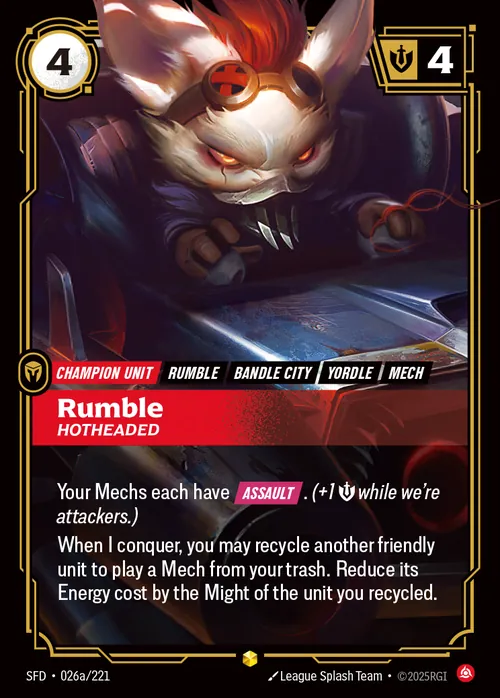 4
4
CHAMPION UNIT RUMBLE BANDLE CITY YORDLE MECH
Rumble
HOTHEADED
Your Mechs each have ASSAULT. (+1 while we're
attackers.)
When I conquer, you may recycle another friendly
unit to play a Mech from your trash. Reduce its
Energy cost by the Might of the unit you recycled.
SFD • 026a/221 League Splash Team • ©2025RGI